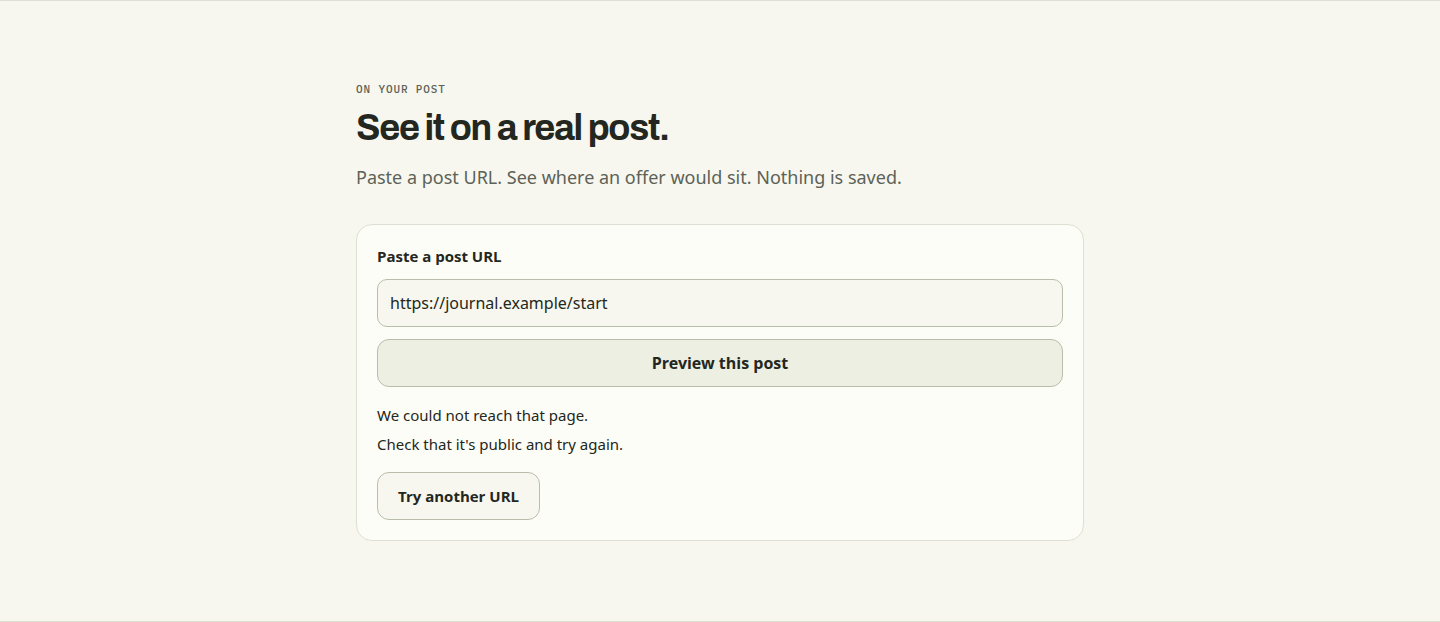 ON YOUR POST
See it on a real post.
Paste a post URL. See where an offer would sit. Nothing is saved.
Paste a post URL
https://journal.example/start
Preview this post
We could not reach that page.
Check that it's public and try again.
Try another URL